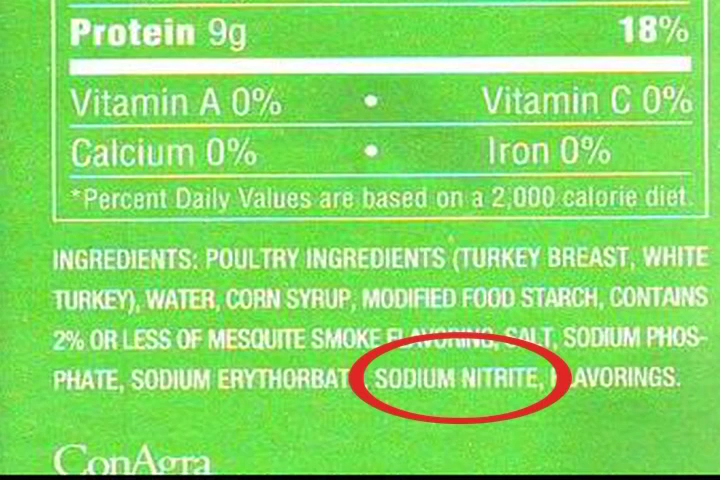 Protein 9g 18%
Vitamin A 0% • Vitamin C 0%
Calcium 0% • Iron 0%
*Percent Daily Values are based on a 2,000 calorie diet.
INGREDIENTS: POULTRY INGREDIENTS (TURKEY BREAST, WHITE
TURKEY), WATER, CORN SYRUP, MODIFIED FOOD STARCH, CONTAINS
2% OR LESS OF MESQUITE SMOKE FLAVORING, SALT, SODIUM PHOS-
PHATE, SODIUM ERYTHORBATE, SODIUM NITRITE, FLAVORINGS.
ConAgra